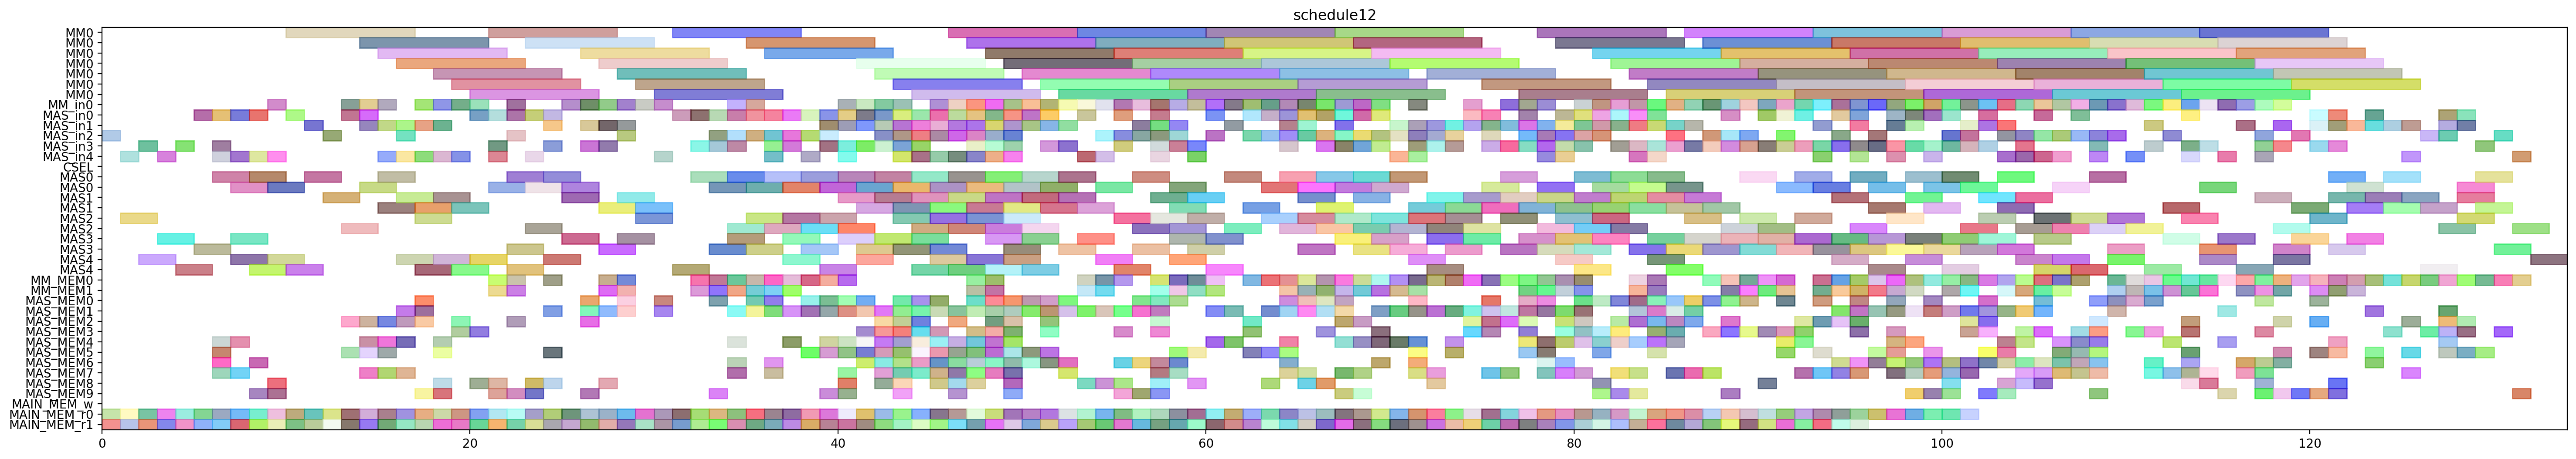 schedule12
MM0
MM0
MM0
MM0
MM0
MM0
MM0
MM_in0
MAS_in0
MAS_in1
MAS_in2
MAS_in3
MAS_in4
CSEL
MAS0
MAS0
MAS1
MAS1
MAS2
MAS2
MAS3
MAS3
MAS4
MAS4
MM_MEM0
MM_MEM1
MAS_MEM0
MAS_MEM1
MAS_MEM2
MAS_MEM3
MAS_MEM4
MAS_MEM5
MAS_MEM6
MAS_MEM7
MAS_MEM8
MAS_MEM9
MAIN_MEM_w
MAIN_MEM_r0
MAIN_MEM_r1
0 20 40 60 80 100 120